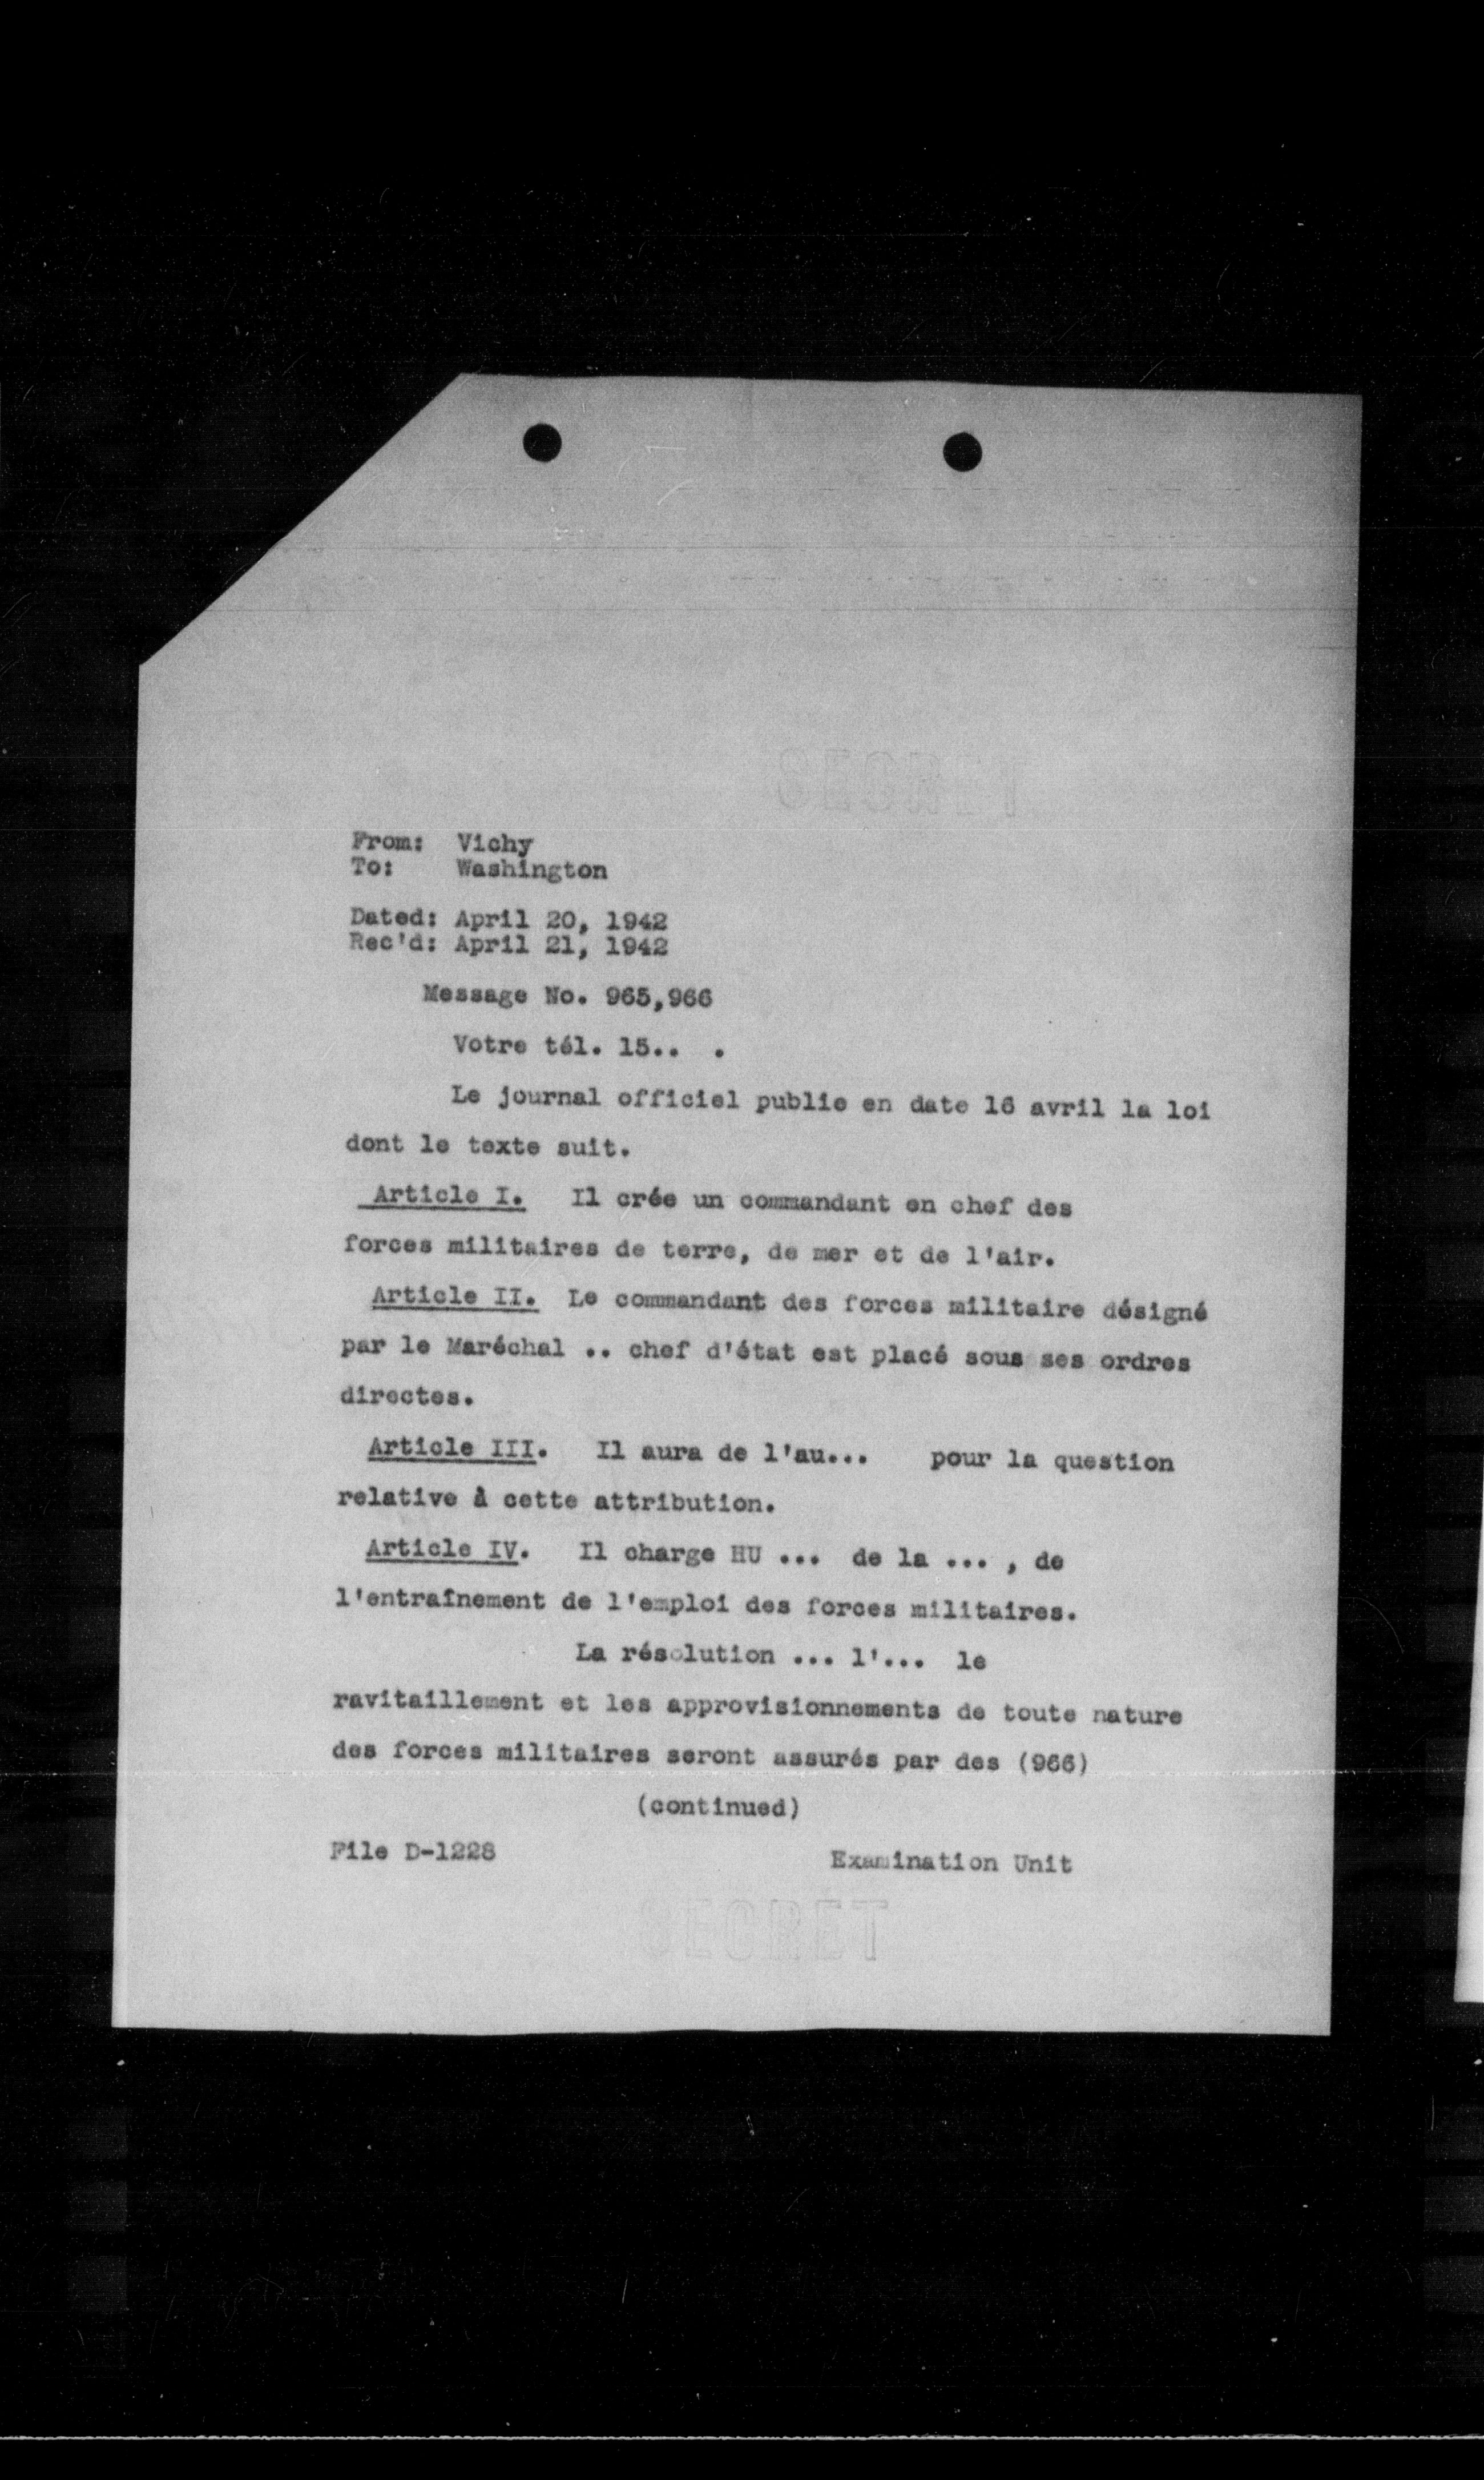 SECRET
From: Vichy
To: Washington
Dated: April 20, 1942
Rec'd: April 21, 1942
Message No. 965,966
Votre tél. 15.. .
Le journal officiel publie en date 16 avril la loi
dont le texte suit.
Article I. Il crée un commandant en chef des
forces militaires de terre, de mer et de l'air.
Article II. Le commandant des forces militaire désigné
par le Maréchal .. chef d'état est placé sous ses ordres
directes.
Article III. Il aura de l'au... pour la question
relative à cette attribution.
Article IV. Il charge HU ... de la ... , de
l'entraînement de l'emploi des forces militaires.
La résolution ... l'... le
ravitaillement et les approvisionnements de toute nature
des forces militaires seront assurés par des (966)
(continued)
File D-1228 Examination Unit
SECRET